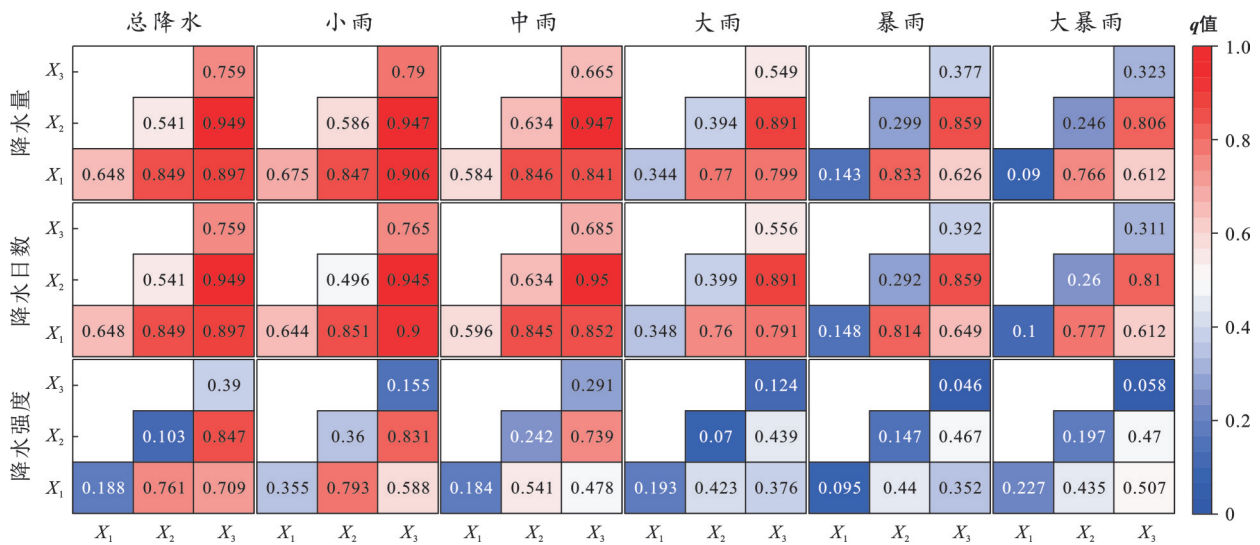 总降水 小雨 中雨 大雨 暴雨 大暴雨 q值
降水量
X₃ 0.759 0.79 0.665 0.549 0.377 0.323
X₂ 0.541 0.949 0.586 0.947 0.634 0.947 0.394 0.891 0.299 0.859 0.246 0.806
X₁ 0.648 0.849 0.897 0.675 0.847 0.906 0.584 0.846 0.841 0.344 0.77 0.799 0.143 0.833 0.626 0.09 0.766 0.612
降水日数
X₃ 0.759 0.765 0.685 0.556 0.392 0.311
X₂ 0.541 0.949 0.496 0.945 0.634 0.95 0.399 0.891 0.292 0.859 0.26 0.81
X₁ 0.648 0.849 0.897 0.644 0.851 0.9 0.596 0.845 0.852 0.348 0.76 0.791 0.148 0.814 0.649 0.1 0.777 0.612
降水强度
X₃ 0.39 0.155 0.291 0.124 0.046 0.058
X₂ 0.103 0.847 0.36 0.831 0.242 0.739 0.07 0.439 0.147 0.467 0.197 0.47
X₁ 0.188 0.761 0.709 0.355 0.793 0.588 0.184 0.541 0.478 0.193 0.423 0.376 0.095 0.44 0.352 0.227 0.435 0.507
X₁ X₂ X₃ X₁ X₂ X₃ X₁ X₂ X₃ X₁ X₂ X₃ X₁ X₂ X₃ X₁ X₂ X₃
1.0
0.8
0.6
0.4
0.2
0